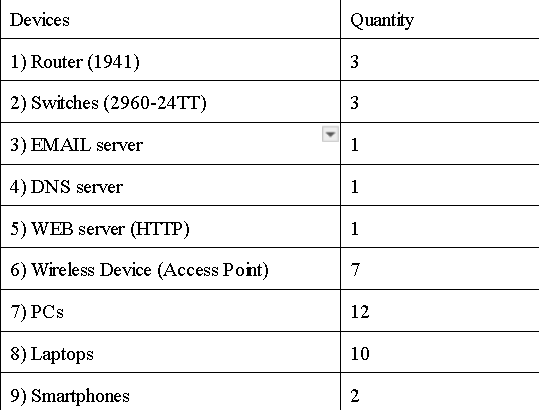 Devices Quantity
1) Router (1941) 3
2) Switches (2960-24TT) 3
3) EMAIL server 1
4) DNS server 1
5) WEB server (HTTP) 1
6) Wireless Device (Access Point) 7
7) PCs 12
8) Laptops 10
9) Smartphones 2